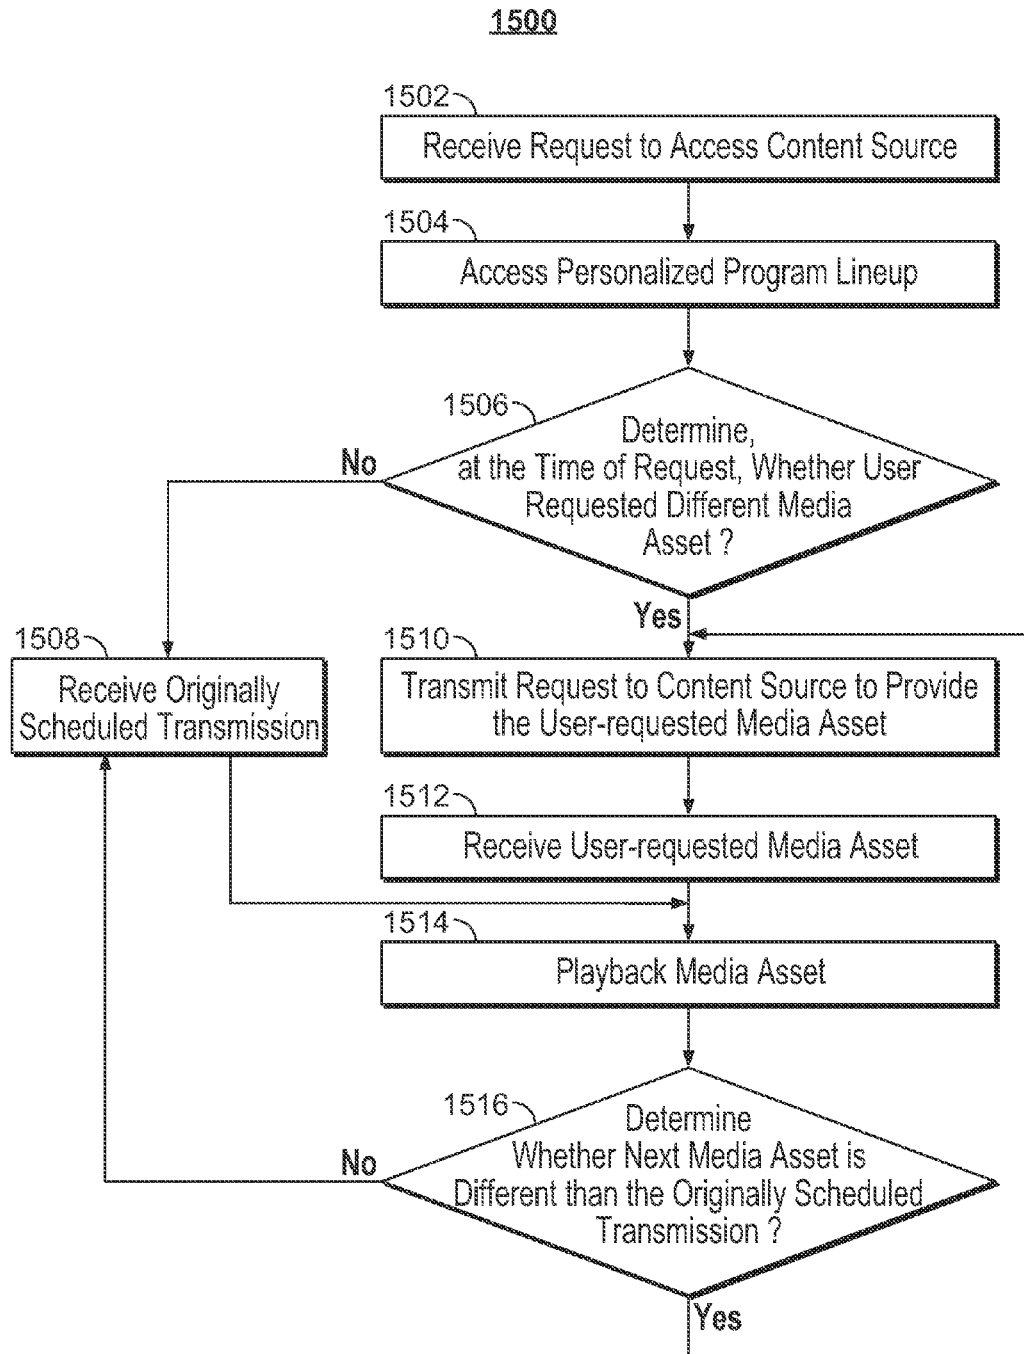 1500
1502
Receive Request to Access Content Source
1504
Access Personalized Program Lineup
1506
Determine,
at the Time of Request, Whether User
Requested Different Media
Asset ?
No
Yes
1508
Receive Originally
Scheduled Transmission
1510
Transmit Request to Content Source to Provide
the User-requested Media Asset
1512
Receive User-requested Media Asset
1514
Playback Media Asset
1516
Determine
Whether Next Media Asset is
Different than the Originally Scheduled
Transmission ?
No
Yes